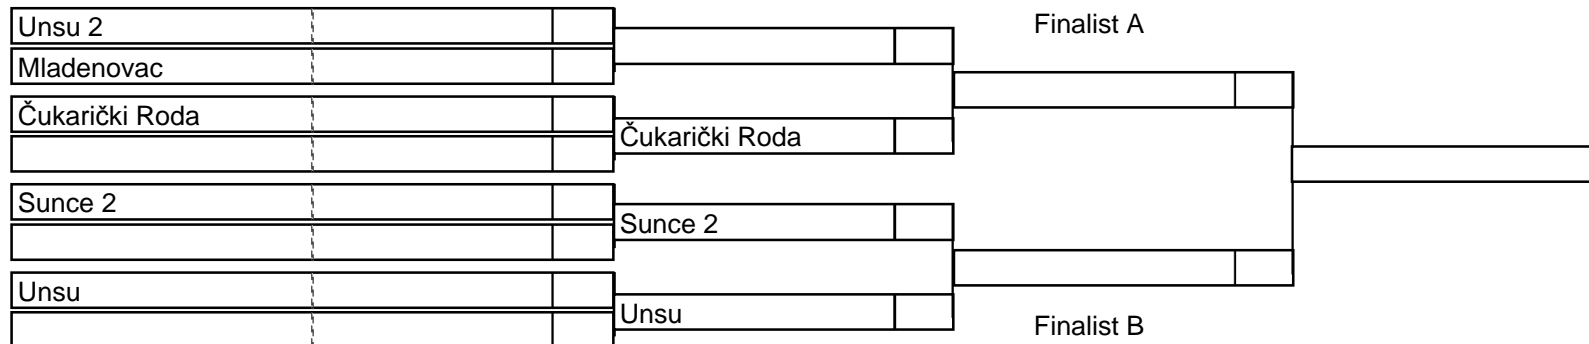 Unsu 2
Mladenovac
Čukarički Roda
Sunce 2
Unsu
Čukarički Roda
Sunce 2
Unsu
Finalist A
Finalist B